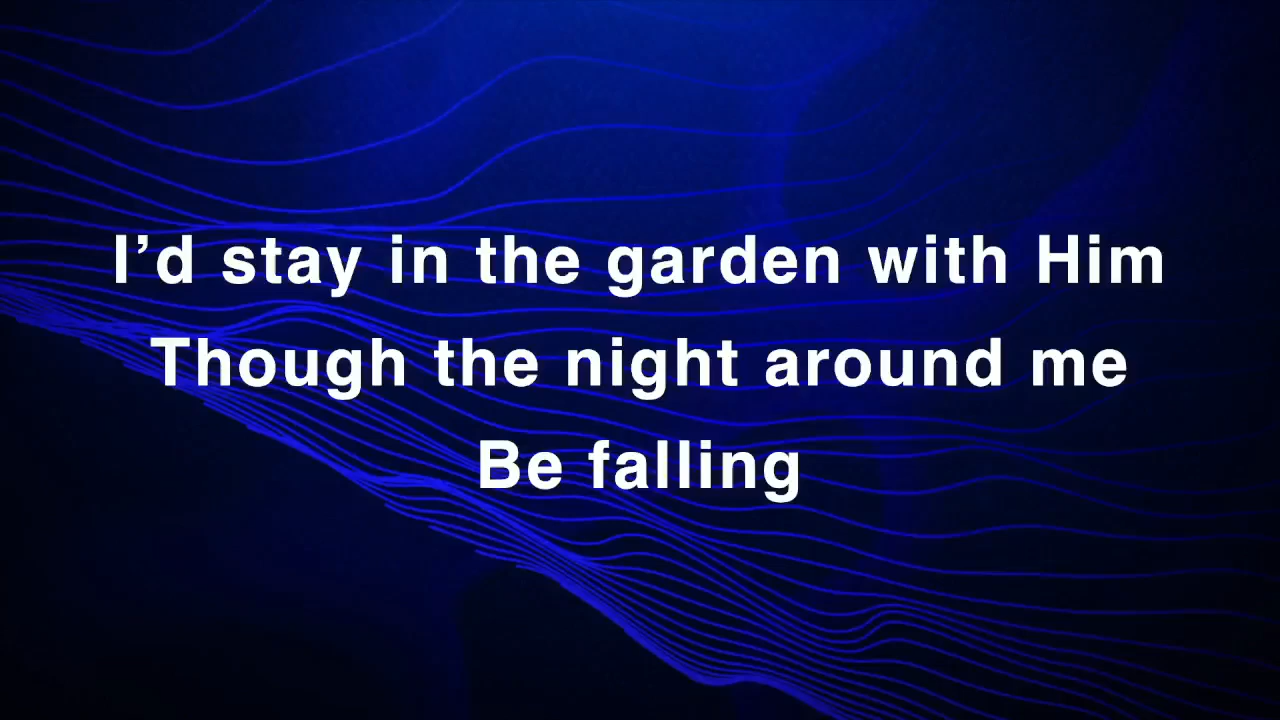 I’d stay in the garden with Him
Though the night around me
Be falling